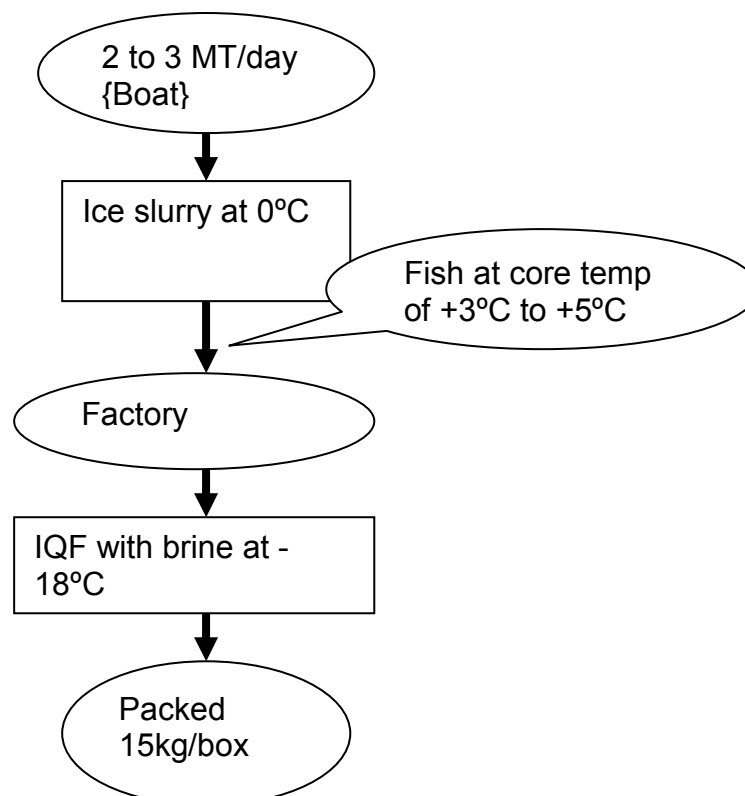 2 to 3 MT/day
{Boat}
Ice slurry at 0ºC
Fish at core temp
of +3ºC to +5ºC
Factory
IQF with brine at -
18ºC
Packed
15kg/box